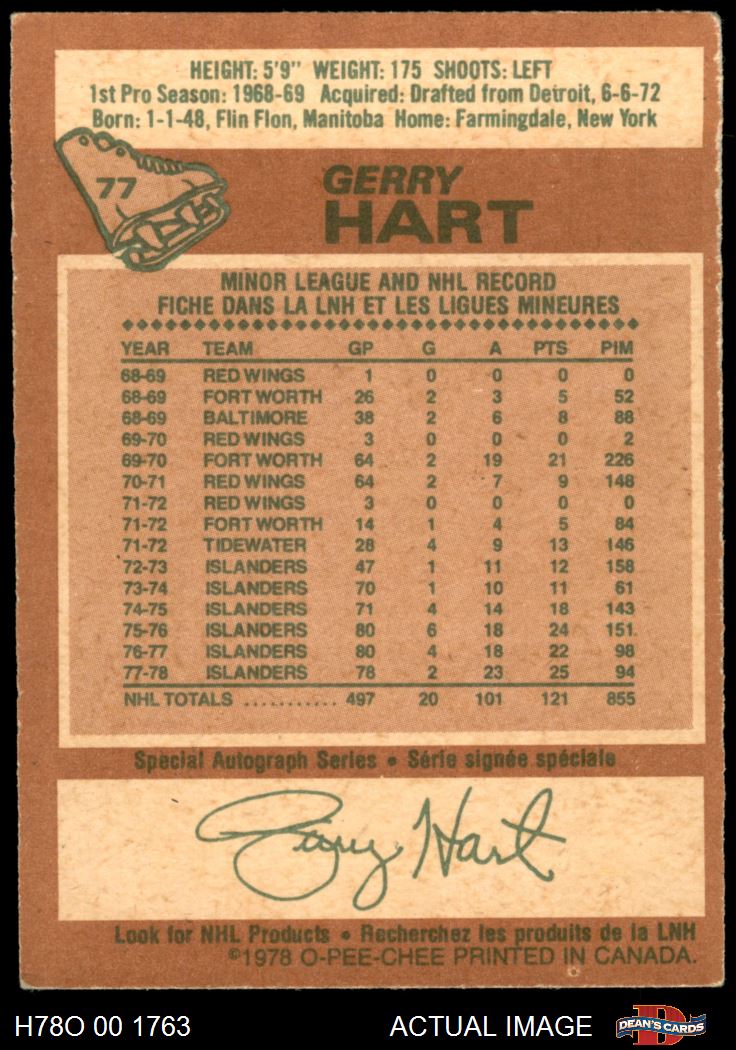 HEIGHT: 5'9" WEIGHT: 175 SHOOTS: LEFT
1st Pro Season: 1968-69 Acquired: Drafted from Detroit, 6-6-72
Born: 1-1-48, Flin Flon, Manitoba Home: Farmingdale, New York
77
GERRY
HART
MINOR LEAGUE AND NHL RECORD
FICHE DANS LA LNH ET LES LIGUES MINEURES
YEAR TEAM GP G A PTS PIM
68-69 RED WINGS 1 0 0 0 0
68-69 FORT WORTH 26 2 3 5 52
68-69 BALTIMORE 38 2 6 8 88
69-70 RED WINGS 3 0 0 0 2
69-70 FORT WORTH 64 2 19 21 226
70-71 RED WINGS 64 2 7 9 148
71-72 RED WINGS 3 0 0 0 0
71-72 FORT WORTH 14 1 4 5 84
71-72 TIDEWATER 28 4 9 13 146
72-73 ISLANDERS 47 1 11 12 158
73-74 ISLANDERS 70 1 10 11 61
74-75 ISLANDERS 71 4 14 18 143
75-76 ISLANDERS 80 6 18 24 151
76-77 ISLANDERS 80 4 18 22 98
77-78 ISLANDERS 78 2 23 25 94
NHL TOTALS ........... 497 20 101 121 855
Special Autograph Series • Série signée spéciale
Gerry Hart
Look for NHL Products • Recherchez les produits de la LNH
©1978 O-PEE-CHEE PRINTED IN CANADA.
H78O 00 1763 ACTUAL IMAGE DEAN'S CARDS